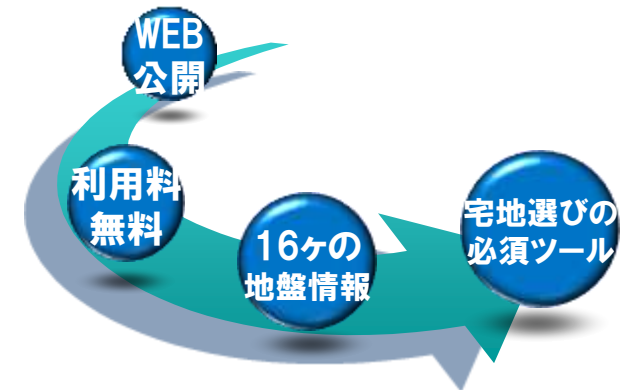 WEB
公開
利用料
無料
16ヶの
地盤情報
宅地選びの
必須ツール